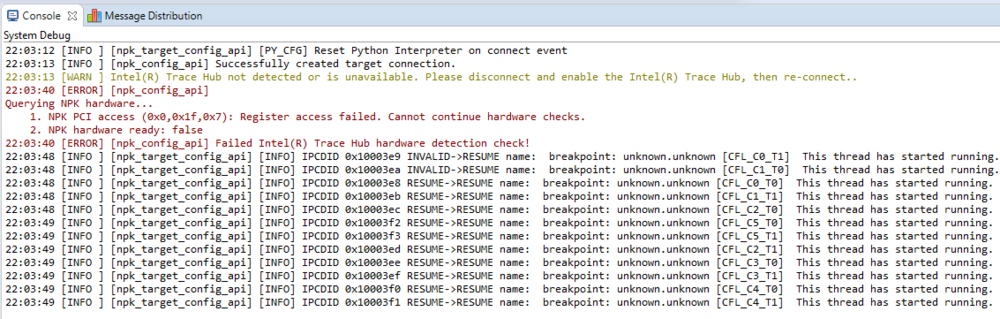 Console Message Distribution
System Debug
22:03:12 [INFO ] [npk_target_config_api] [PY_CFG] Reset Python Interpreter on connect event
22:03:13 [INFO ] [npk_target_config_api] Successfully created target connection.
22:03:13 [WARN ] Intel(R) Trace Hub not detected or is unavailable. Please disconnect and enable the Intel(R) Trace Hub, then re-connect..
22:03:40 [ERROR] [npk_config_api]
Querying NPK hardware...
1. NPK PCI access (0x0,0x1f,0x7): Register access failed. Cannot continue hardware checks.
2. NPK hardware ready: false
22:03:40 [ERROR] [npk_config_api] Failed Intel(R) Trace Hub hardware detection check!
22:03:48 [INFO ] [npk_target_config_api] [INFO] IPCDID 0x10003e9 INVALID->RESUME name:  breakpoint: unknown.unknown [CFL_C0_T1]  This thread has started running.
22:03:48 [INFO ] [npk_target_config_api] [INFO] IPCDID 0x10003ea INVALID->RESUME name:  breakpoint: unknown.unknown [CFL_C1_T0]  This thread has started running.
22:03:48 [INFO ] [npk_target_config_api] [INFO] IPCDID 0x10003e8 RESUME->RESUME name:  breakpoint: unknown.unknown [CFL_C0_T0]  This thread has started running.
22:03:48 [INFO ] [npk_target_config_api] [INFO] IPCDID 0x10003eb RESUME->RESUME name:  breakpoint: unknown.unknown [CFL_C1_T1]  This thread has started running.
22:03:48 [INFO ] [npk_target_config_api] [INFO] IPCDID 0x10003ec RESUME->RESUME name:  breakpoint: unknown.unknown [CFL_C2_T0]  This thread has started running.
22:03:49 [INFO ] [npk_target_config_api] [INFO] IPCDID 0x10003f2 RESUME->RESUME name:  breakpoint: unknown.unknown [CFL_C5_T0]  This thread has started running.
22:03:49 [INFO ] [npk_target_config_api] [INFO] IPCDID 0x10003f3 RESUME->RESUME name:  breakpoint: unknown.unknown [CFL_C5_T1]  This thread has started running.
22:03:49 [INFO ] [npk_target_config_api] [INFO] IPCDID 0x10003ed RESUME->RESUME name:  breakpoint: unknown.unknown [CFL_C2_T1]  This thread has started running.
22:03:49 [INFO ] [npk_target_config_api] [INFO] IPCDID 0x10003ee RESUME->RESUME name:  breakpoint: unknown.unknown [CFL_C3_T0]  This thread has started running.
22:03:49 [INFO ] [npk_target_config_api] [INFO] IPCDID 0x10003ef RESUME->RESUME name:  breakpoint: unknown.unknown [CFL_C3_T1]  This thread has started running.
22:03:49 [INFO ] [npk_target_config_api] [INFO] IPCDID 0x10003f0 RESUME->RESUME name:  breakpoint: unknown.unknown [CFL_C4_T0]  This thread has started running.
22:03:49 [INFO ] [npk_target_config_api] [INFO] IPCDID 0x10003f1 RESUME->RESUME name:  breakpoint: unknown.unknown [CFL_C4_T1]  This thread has started running.